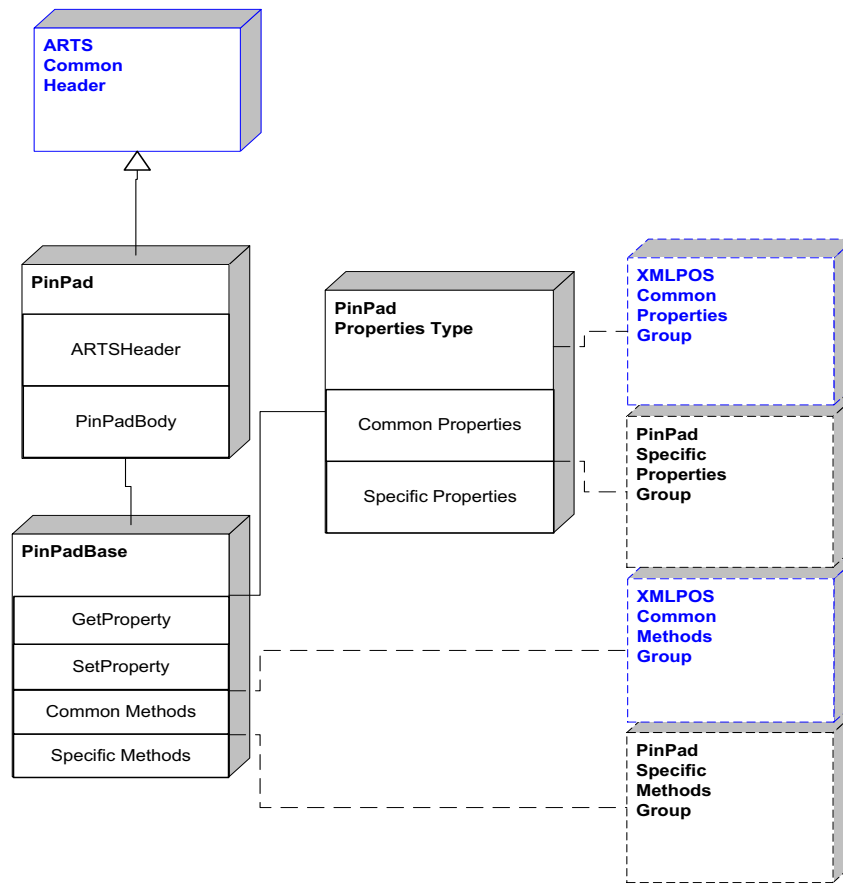 ARTS
Common
Header
PinPad
ARTSHeader
PinPadBody
PinPadBase
GetProperty
SetProperty
Common Methods
Specific Methods
PinPad
Properties Type
Common Properties
Specific Properties
XMLPOS
Common
Properties
Group
PinPad
Specific
Properties
Group
XMLPOS
Common
Methods
Group
PinPad
Specific
Methods
Group